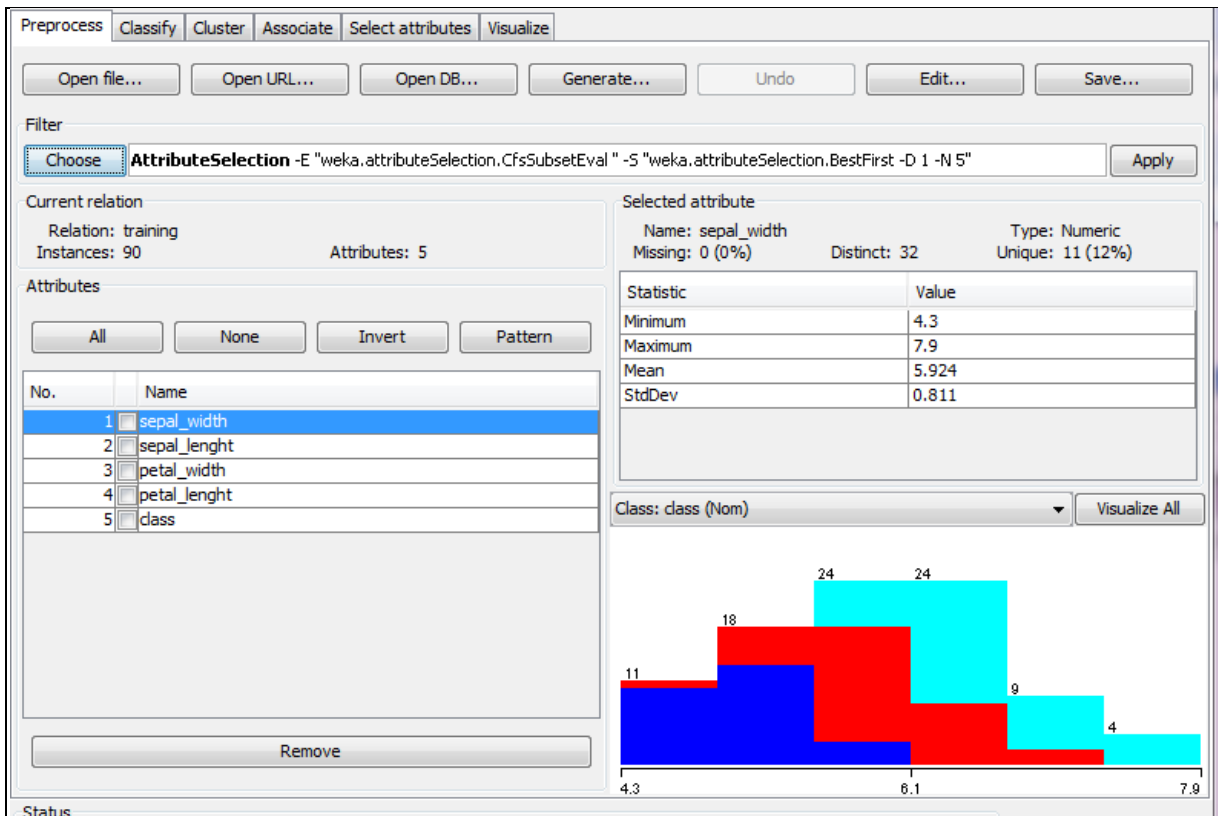 Preprocess Classify Cluster Associate Select attributes Visualize
Open file... Open URL... Open DB... Generate... Undo Edit... Save...
Filter
Choose AttributeSelection -E "weka.attributeSelection.CfsSubsetEval " -S "weka.attributeSelection.BestFirst -D 1 -N 5" Apply
Current relation
Relation: training
Instances: 90 Attributes: 5
Attributes
All None Invert Pattern
No. Name
1 sepal_width
2 sepal_lenght
3 petal_width
4 petal_lenght
5 class
Remove
Selected attribute
Name: sepal_width Type: Numeric
Missing: 0 (0%) Distinct: 32 Unique: 11 (12%)
Statistic Value
Minimum 4.3
Maximum 7.9
Mean 5.924
StdDev 0.811
Class: class (Nom) Visualize All
11 18 24 24 9 4
4.3 6.1 7.9
Status